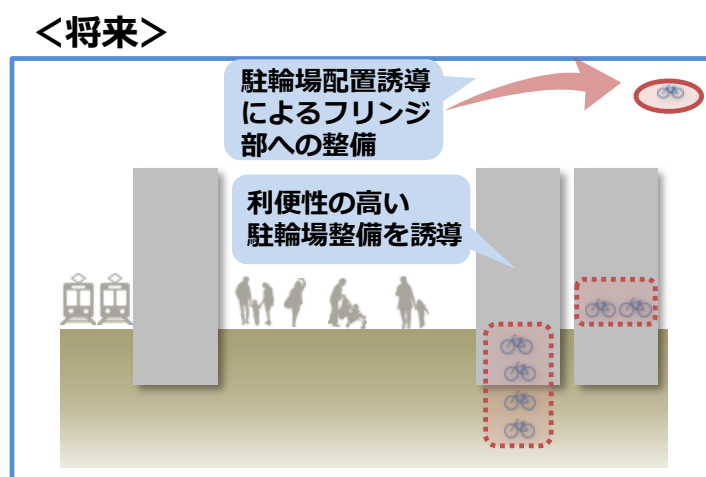 ＜将来＞
駐輪場配置誘導
によるフリンジ
部への整備
利便性の高い
駐輪場整備を誘導